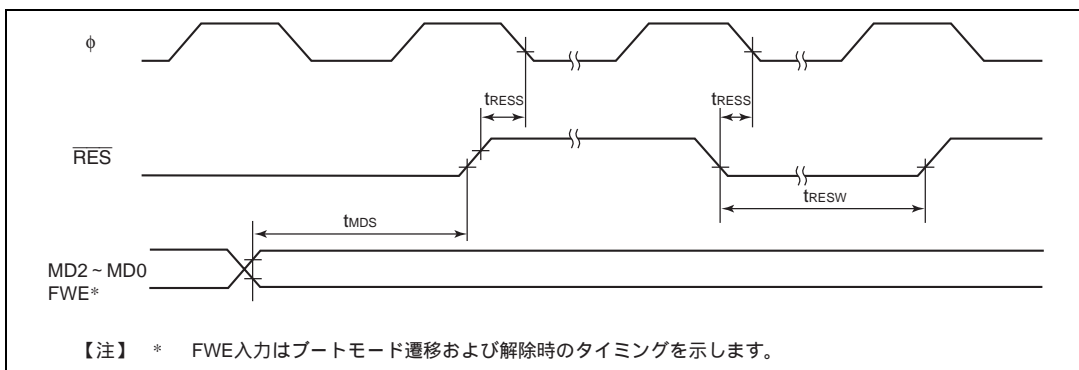 φ
tRESS
tRESS
RES
tRESW
tMDS
MD2 ~ MD0
FWE*
【注】 * FWE入力はブートモード遷移および解除時のタイミングを示します。